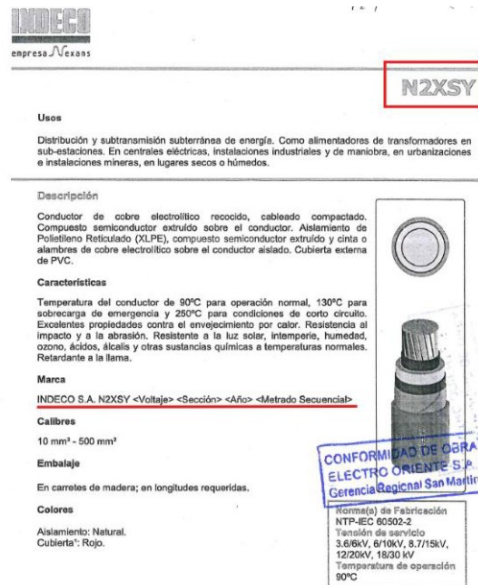 INDECO
empresa Nexans
N2XSY
Usos
Distribución y subtransmisión subterránea de energía. Como alimentadores de transformadores en
sub-estaciones. En centrales eléctricas, instalaciones industriales y de maniobra, en urbanizaciones
e instalaciones mineras, en lugares secos o húmedos.
Descripción
Conductor de cobre electrolítico recocido, cableado compactado.
Compuesto semiconductor extruido sobre el conductor. Aislamiento de
Polietileno Reticulado (XLPE), compuesto semiconductor extruido y cinta o
alambres de cobre electrolítico sobre el conductor aislado. Cubierta externa
de PVC.
Características
Temperatura del conductor de 90ºC para operación normal, 130ºC para
sobrecarga de emergencia y 250ºC para condiciones de corto circuito.
Excelentes propiedades contra el envejecimiento por calor. Resistencia al
impacto y a la abrasión. Resistente a la luz solar, intemperie, humedad,
ozono, ácidos, álcalis y otras sustancias químicas a temperaturas normales.
Retardante a la llama.
Marca
INDECO S.A. N2XSY <Voltaje> <Sección> <Año> <Metrado Secuencial>
Calibres
10 mm² - 500 mm²
Embalaje
En carretes de madera; en longitudes requeridas.
Colores
Aislamiento: Natural.
Cubierta*: Rojo.
CONFORMIDAD DE OBRA
ELECTRO ORIENTE S.A.
Gerencia Regional San Martin
Norma(s) de Fabricación
NTP-IEC 60502-2
Tensión de servicio
3.6/6kV, 6/10kV, 8.7/15kV,
12/20kV, 18/30 kV
Temperatura de operación
90ºC